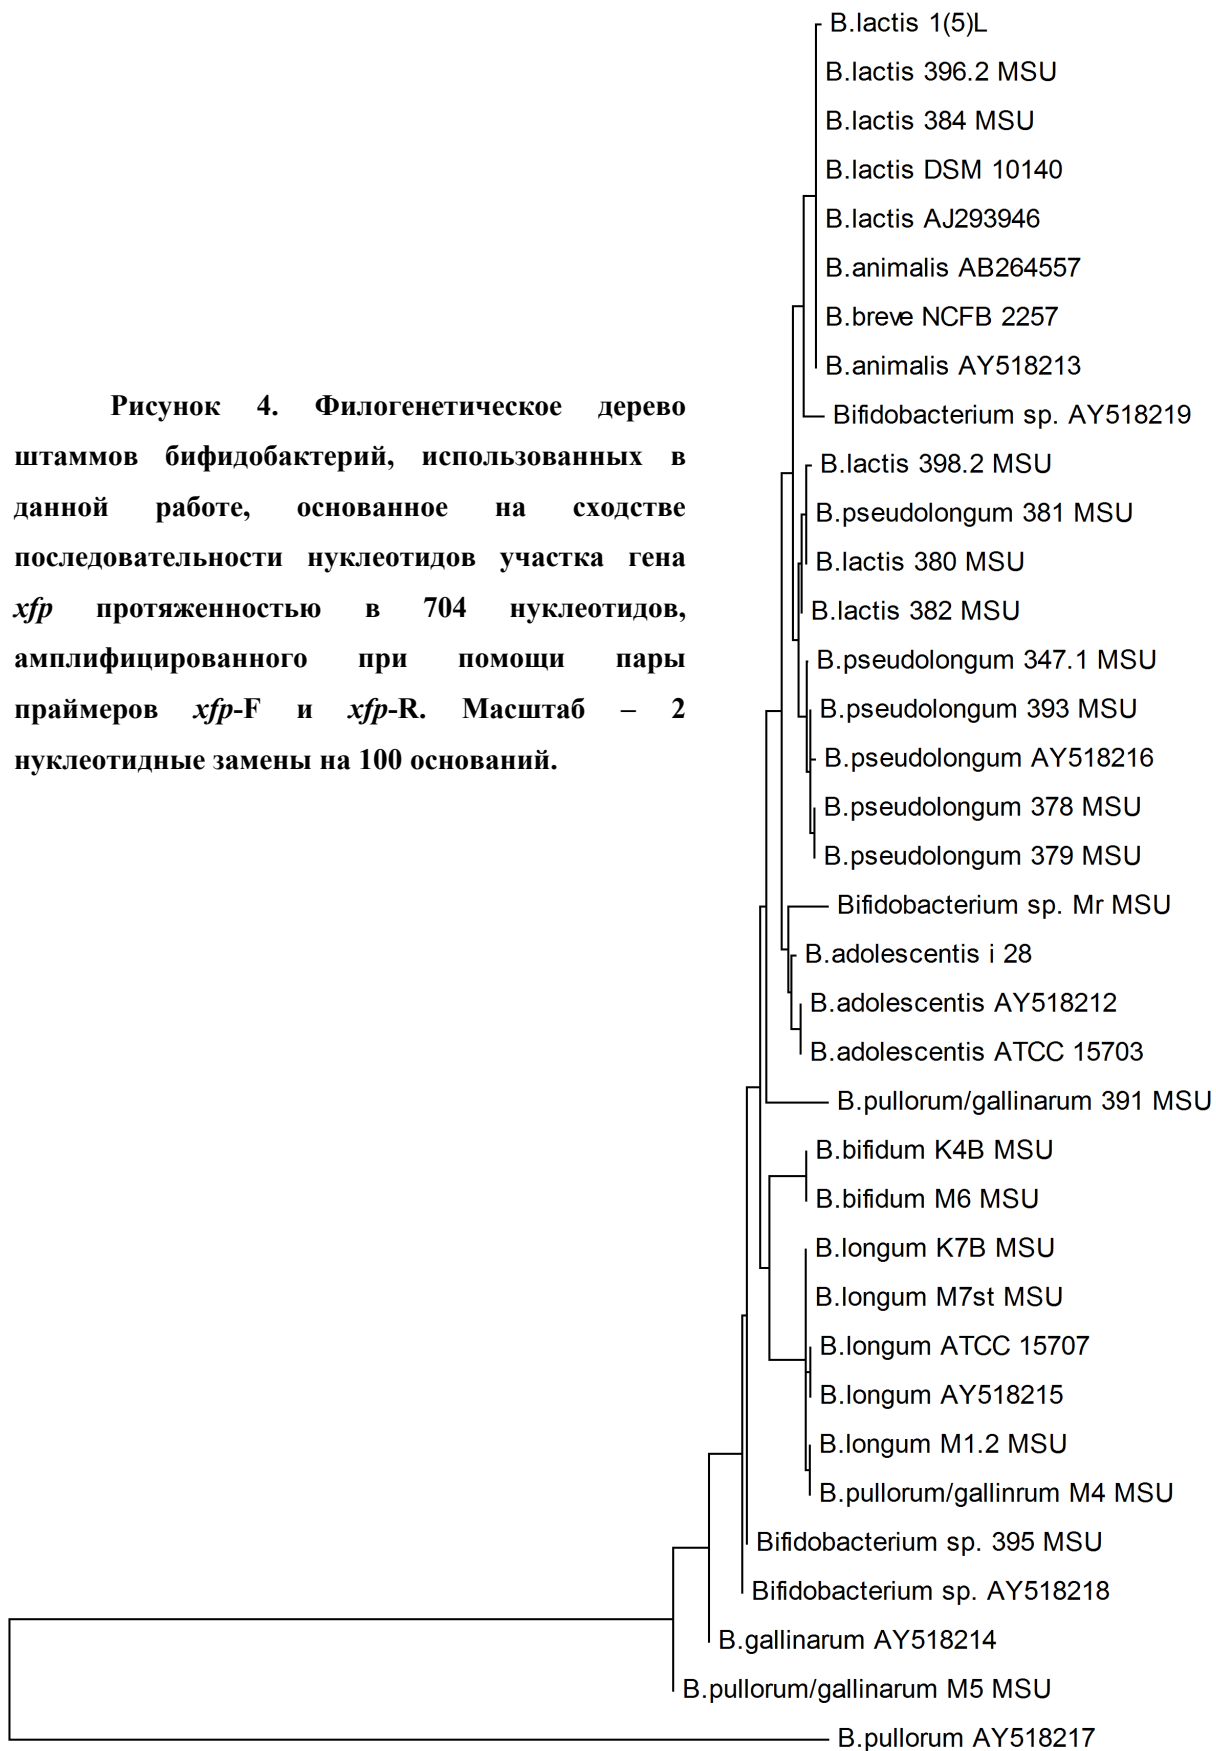 B.lactis 1(5)L
B.lactis 396.2 MSU
B.lactis 384 MSU
B.lactis DSM 10140
B.lactis AJ293946
B.animalis AB264557
B.breve NCFB 2257
B.animalis AY518213
Bifidobacterium sp. AY518219
B.lactis 398.2 MSU
B.pseudolongum 381 MSU
B.lactis 380 MSU
B.lactis 382 MSU
B.pseudolongum 347.1 MSU
B.pseudolongum 393 MSU
B.pseudolongum AY518216
B.pseudolongum 378 MSU
B.pseudolongum 379 MSU
Bifidobacterium sp. Mr MSU
B.adolescentis i 28
B.adolescentis AY518212
B.adolescentis ATCC 15703
B.pullorum/gallinarum 391 MSU
B.bifidum K4B MSU
B.bifidum M6 MSU
B.longum K7B MSU
B.longum M7st MSU
B.longum ATCC 15707
B.longum AY518215
B.longum M1.2 MSU
B.pullorum/gallinrum M4 MSU
Bifidobacterium sp. 395 MSU
Bifidobacterium sp. AY518218
B.gallinarum AY518214
B.pullorum/gallinarum M5 MSU
B.pullorum AY518217
Рисунок 4. Филогенетическое дерево
штаммов бифидобактерий, использованных в
данной работе, основанное на сходстве
последовательности нуклеотидов участка гена
xfp протяженностью в 704 нуклеотидов,
амплифицированного при помощи пары
праймеров xfp-F и xfp-R. Масштаб – 2
нуклеотидные замены на 100 оснований.